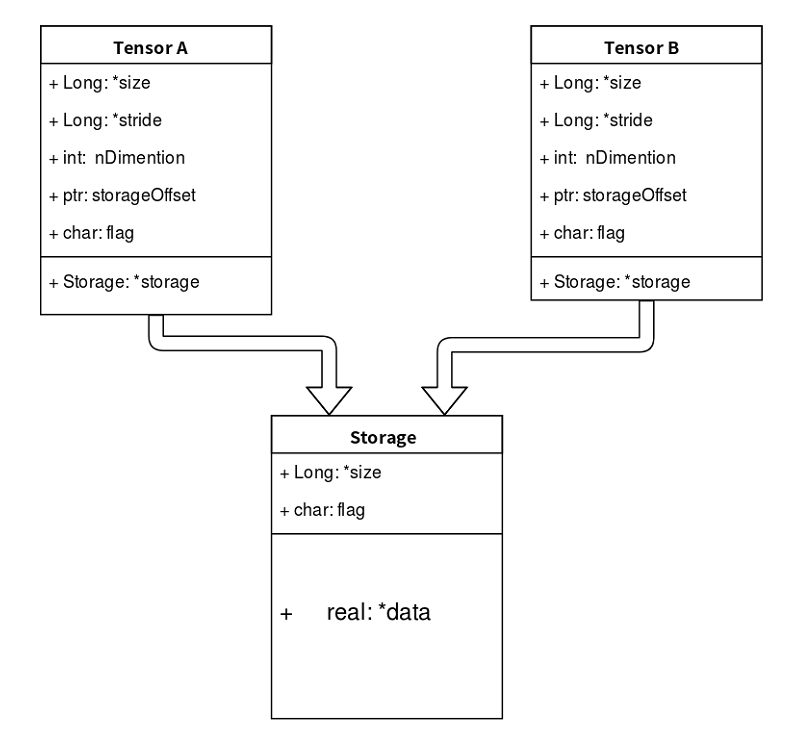 Tensor A
+ Long: *size
+ Long: *stride
+ int:  nDimention
+ ptr: storageOffset
+ char: flag
+ Storage: *storage
Tensor B
+ Long: *size
+ Long: *stride
+ int:  nDimention
+ ptr: storageOffset
+ char: flag
+ Storage: *storage
Storage
+ Long: *size
+ char: flag
+ real: *data